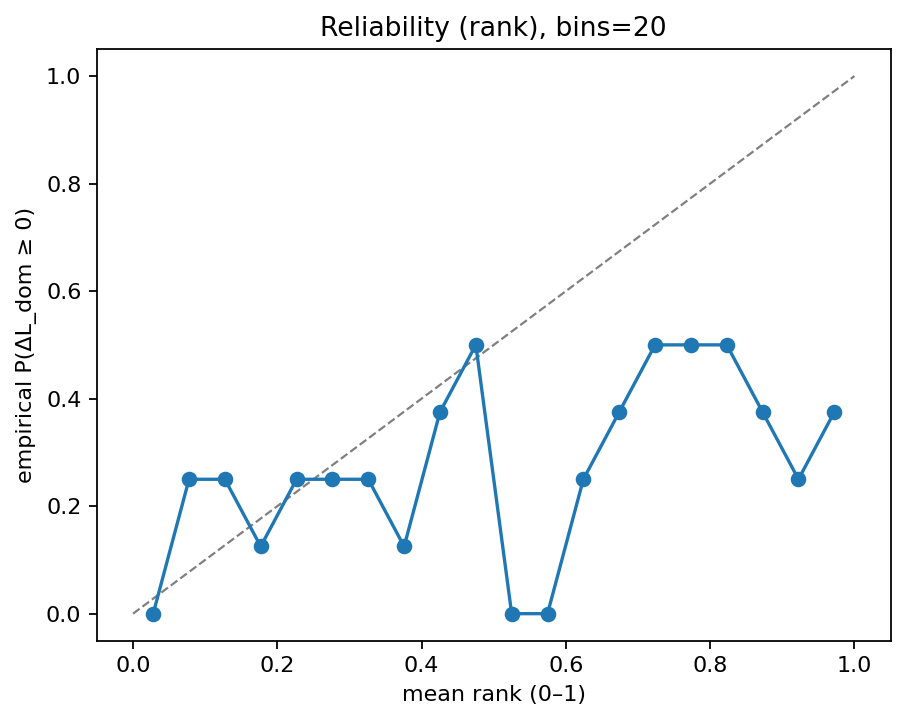 Reliability (rank), bins=20
empirical P(ΔL_dom ≥ 0)
1.0
0.8
0.6
0.4
0.2
0.0
0.0 0.2 0.4 0.6 0.8 1.0
mean rank (0–1)